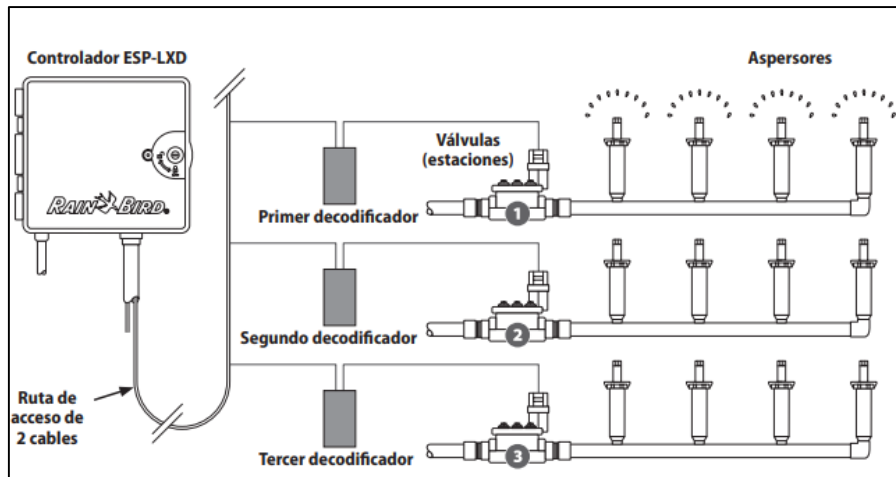 Controlador ESP-LXD
Aspersores
Válvulas
(estaciones)
RAIN BIRD®
1
Primer decodificador
2
Segundo decodificador
Ruta de
acceso de
2 cables
3
Tercer decodificador